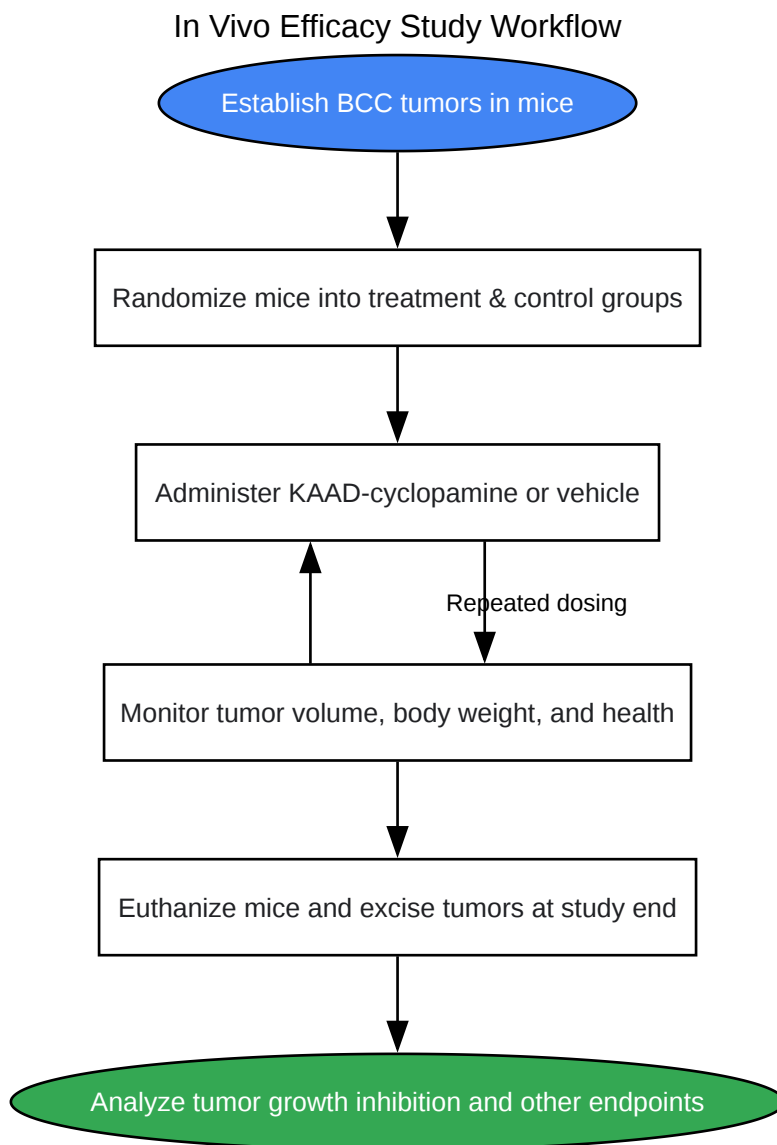 In Vivo Efficacy Study Workflow
Establish BCC tumors in mice
Randomize mice into treatment & control groups
Administer KAAD-cyclopamine or vehicle
Repeated dosing
Monitor tumor volume, body weight, and health
Euthanize mice and excise tumors at study end
Analyze tumor growth inhibition and other endpoints